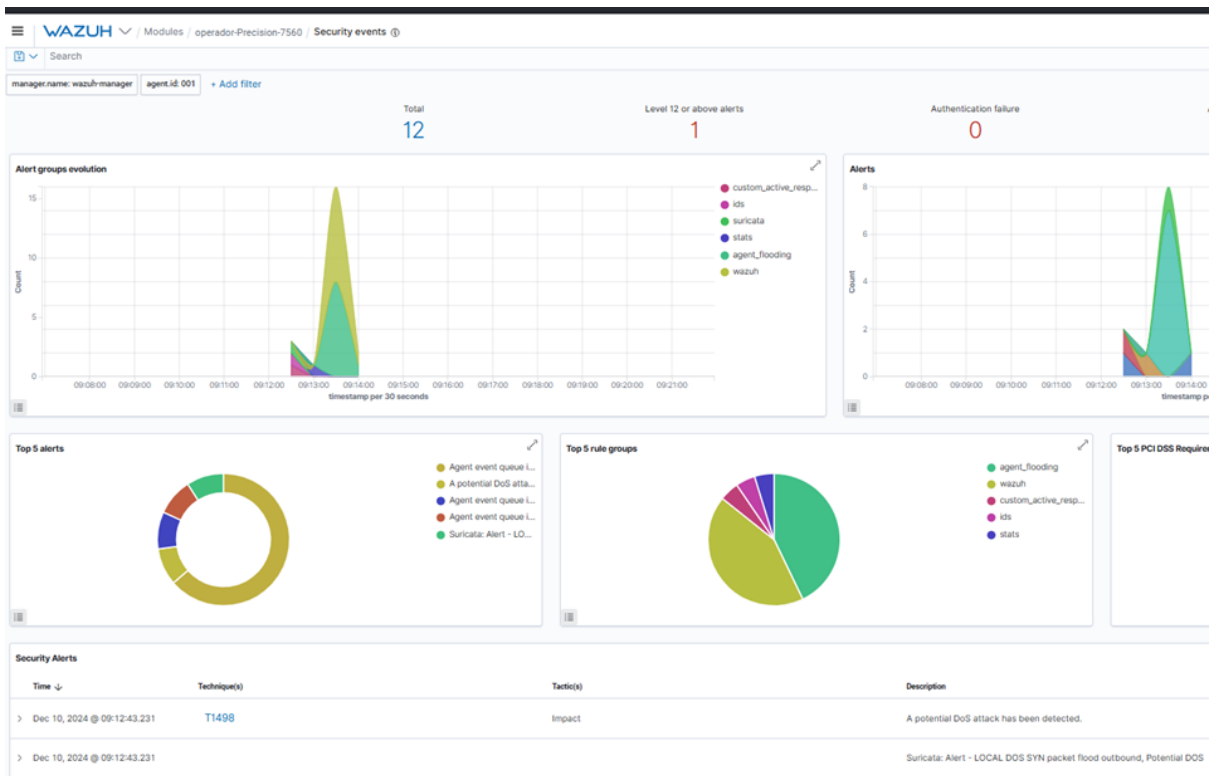 WAZUH / Modules / operador-Precision-7560 / Security events
Search
manager.name: wazuh-manager agent.id: 001 + Add filter
Total
12
Level 12 or above alerts
1
Authentication failure
0
Alert groups evolution
15
10
5
0
Count
09:08:00 09:09:00 09:10:00 09:11:00 09:12:00 09:13:00 09:14:00 09:15:00 09:16:00 09:17:00 09:18:00 09:19:00 09:20:00 09:21:00
timestamp per 30 seconds
custom_active_resp...
ids
suricata
stats
agent_flooding
wazuh
Alerts
8
6
4
2
0
Count
09:08:00 09:09:00 09:10:00 09:11:00 09:12:00 09:13:00 09:14:00
timestamp pe
Top 5 alerts
Agent event queue i...
A potential DoS atta...
Agent event queue i...
Agent event queue i...
Suricata: Alert - LO...
Top 5 rule groups
agent_flooding
wazuh
custom_active_resp...
ids
stats
Top 5 PCI DSS Require
Security Alerts
Time Technique(s) Tactic(s) Description
Dec 10, 2024 @ 09:12:43.231 T1498 Impact A potential DoS attack has been detected.
Dec 10, 2024 @ 09:12:43.231 Suricata: Alert - LOCAL DOS SYN packet flood outbound, Potential DOS